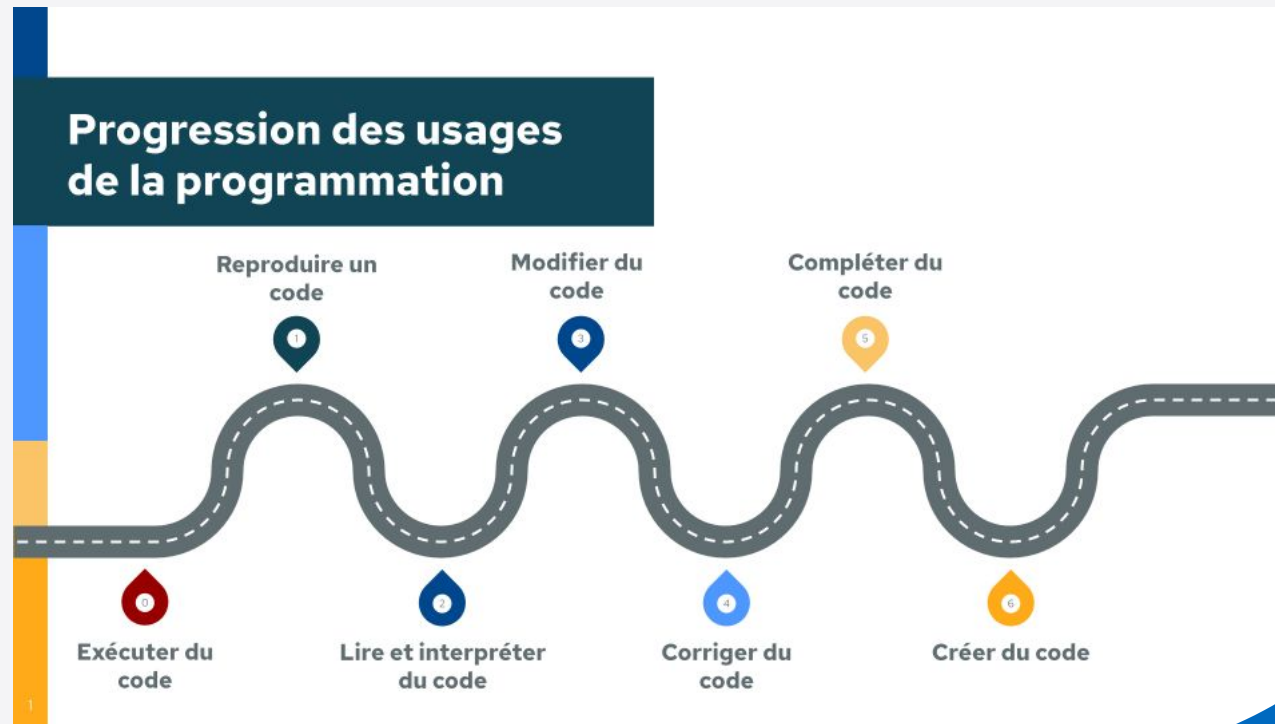 Progression des usages
de la programmation
Reproduire un
code
Modifier du
code
Compléter du
code
1
3
5
0
2
4
6
Exécuter du
code
Lire et interpréter
du code
Corriger du
code
Créer du code
1